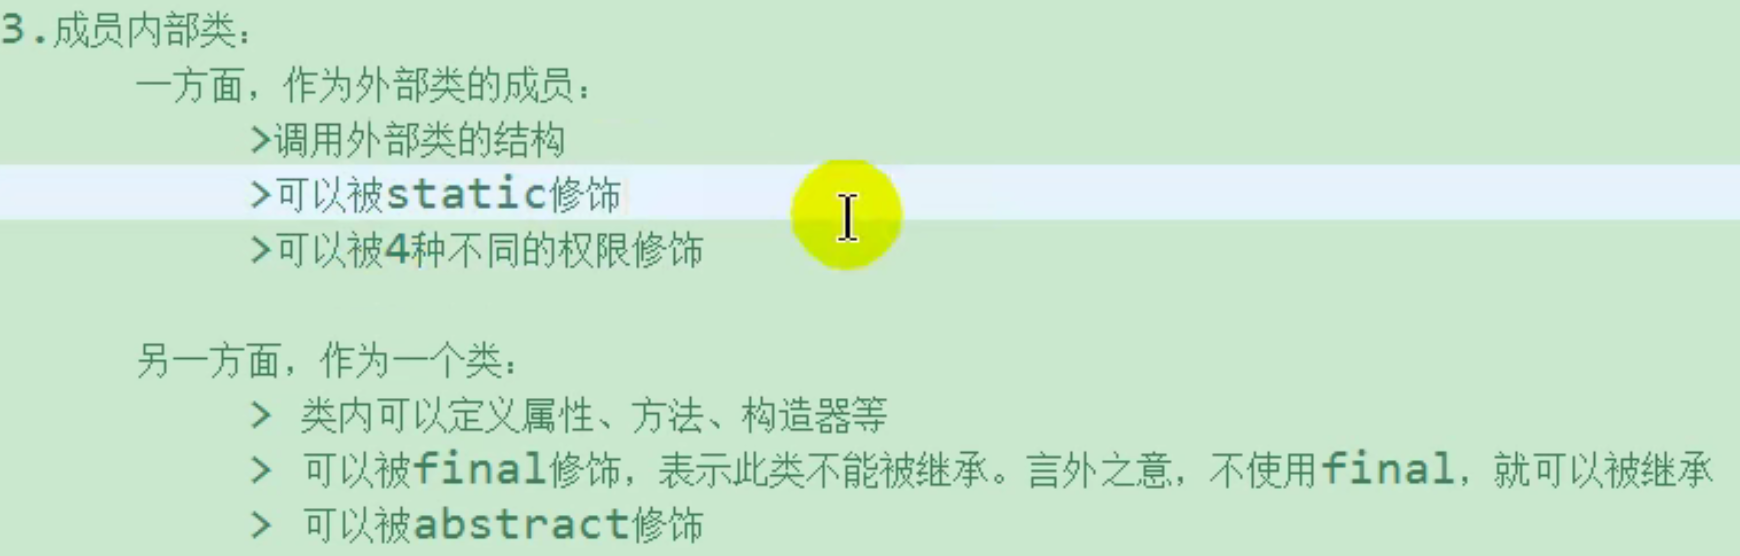 3.成员内部类：
一方面，作为外部类的成员：
>调用外部类的结构
>可以被static修饰
>可以被4种不同的权限修饰
另一方面，作为一个类：
> 类内可以定义属性、方法、构造器等
> 可以被final修饰，表示此类不能被继承。言外之意，不使用final，就可以被继承
> 可以被abstract修饰